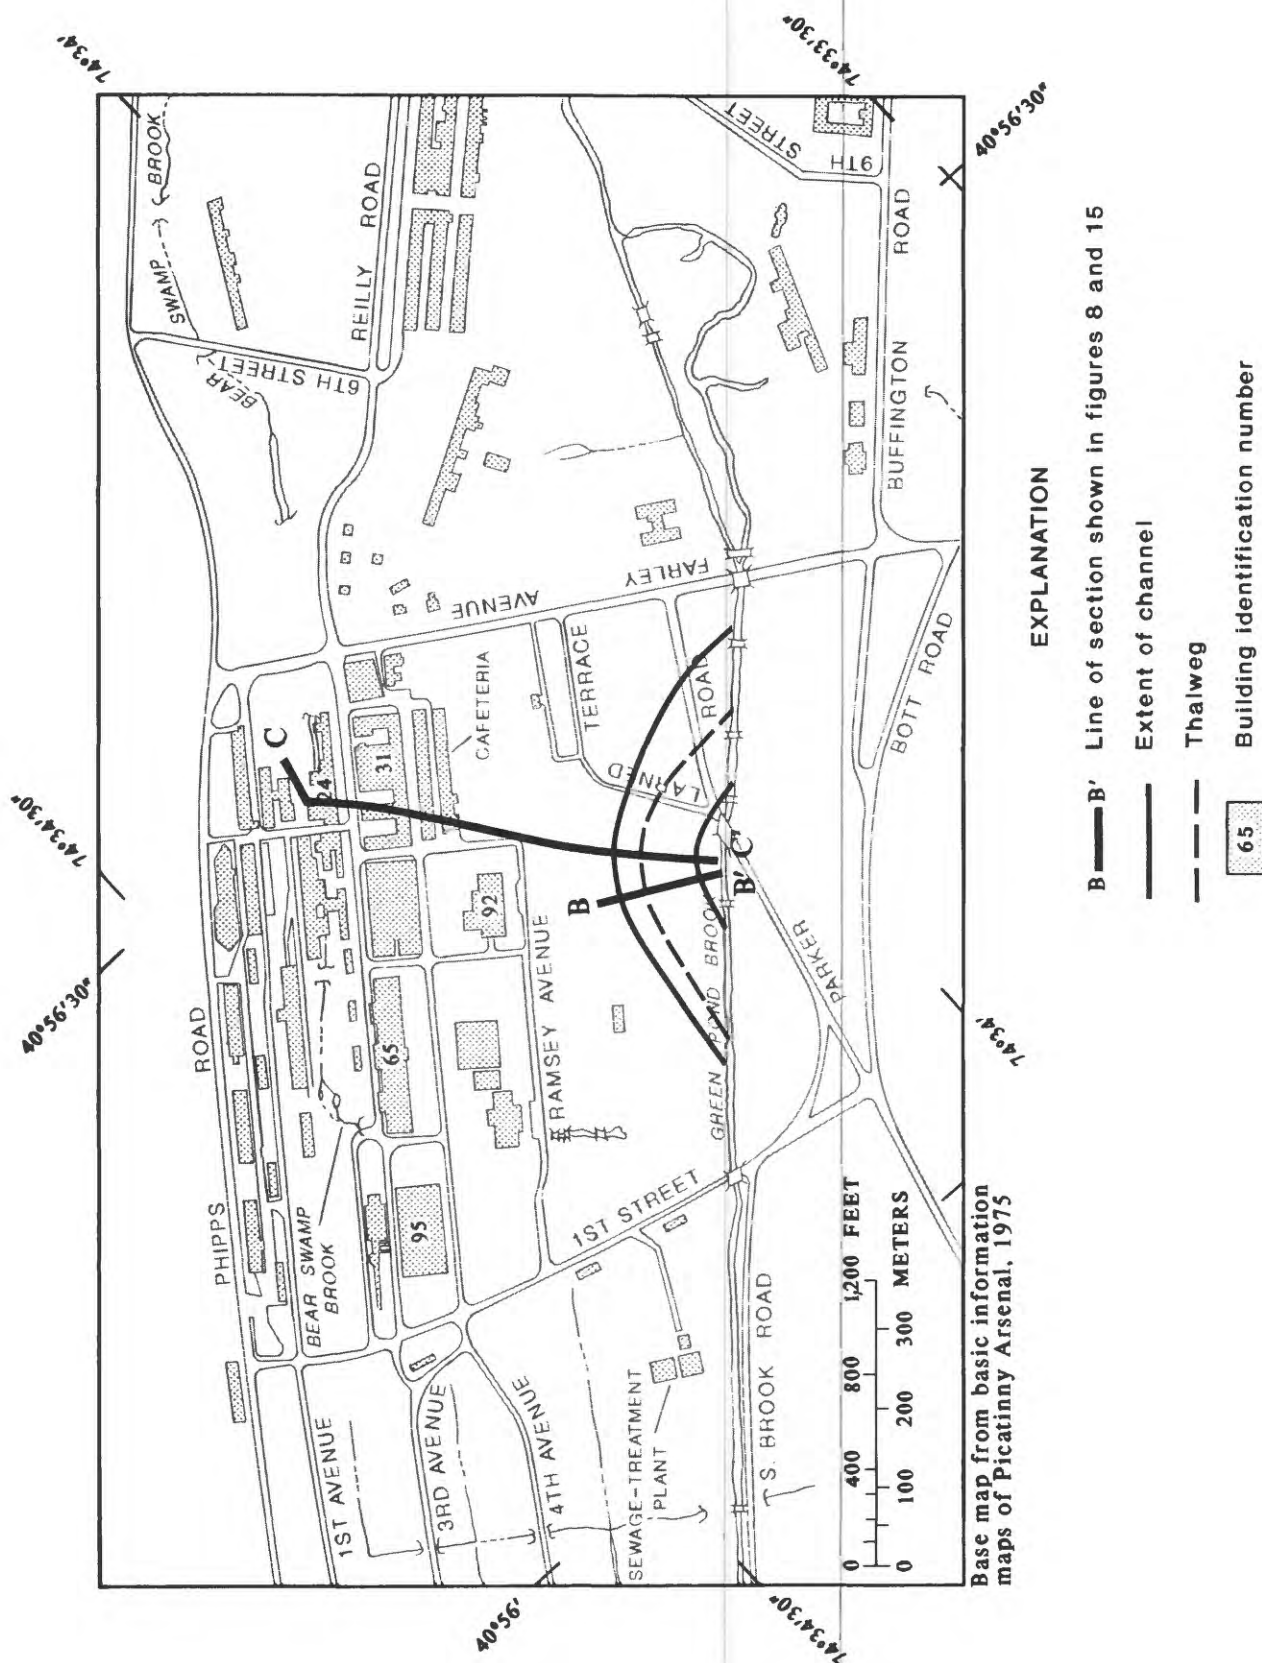 74°34'
74°33'30"
40°56'30"
74°34'30"
40°56'30"
SWAMP
BROOK
BEAR
6TH STREET
REILLY ROAD
9TH
STREET
BUFFINGTON
ROAD
PHIPPS
ROAD
C
24
31
CAFETERIA
FARLEY
AVENUE
TERRACE
LARNED
ROAD
BOTT ROAD
B
B'
C'
92
65
95
RAMSEY AVENUE
GREEN POND BROOK
PARKER
BEAR SWAMP
BROOK
1ST STREET
1ST AVENUE
3RD AVENUE
4TH AVENUE
SEWAGE-TREATMENT
PLANT
S. BROOK ROAD
0 400 800 1,200 FEET
0 100 200 300 METERS
40°56'
74°34'30"
74°34'
Base map from basic information
maps of Picatinny Arsenal, 1975
EXPLANATION
B B' Line of section shown in figures 8 and 15
Extent of channel
Thalweg
65 Building identification number